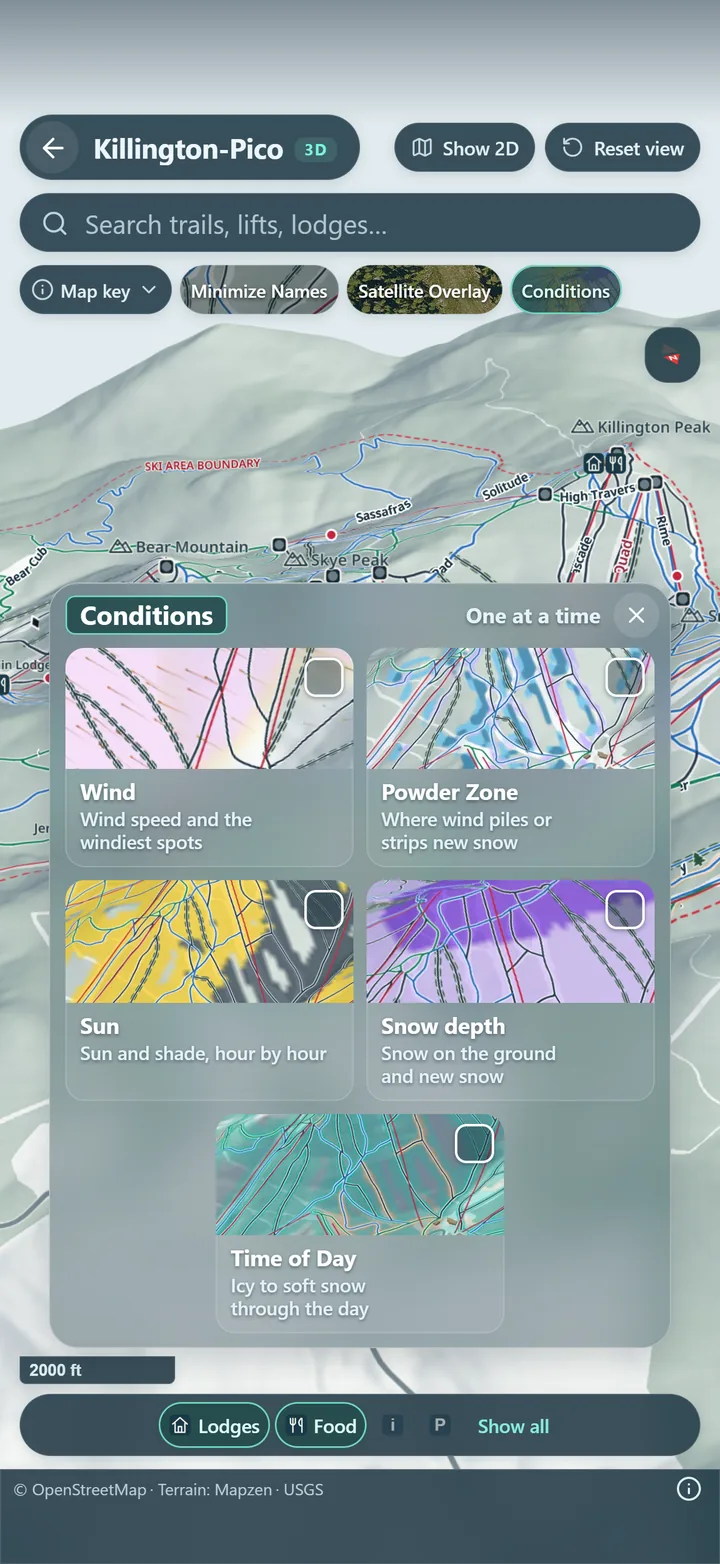 Killington-Pico 3D
Show 2D
Reset view
Search trails, lifts, lodges...
Map key
Minimize Names
Satellite Overlay
Conditions
Killington Peak
SKI AREA BOUNDARY
Solitude
High Travers
Sassafras
Rime
Quad
Bear Mountain
Skye Peak
Bear Cub
Conditions
One at a time
Wind
Wind speed and the
windiest spots
Powder Zone
Where wind piles or
strips new snow
Sun
Sun and shade, hour by hour
Snow depth
Snow on the ground
and new snow
Time of Day
Icy to soft snow
through the day
2000 ft
Lodges
Food
i
P
Show all
© OpenStreetMap · Terrain: Mapzen · USGS